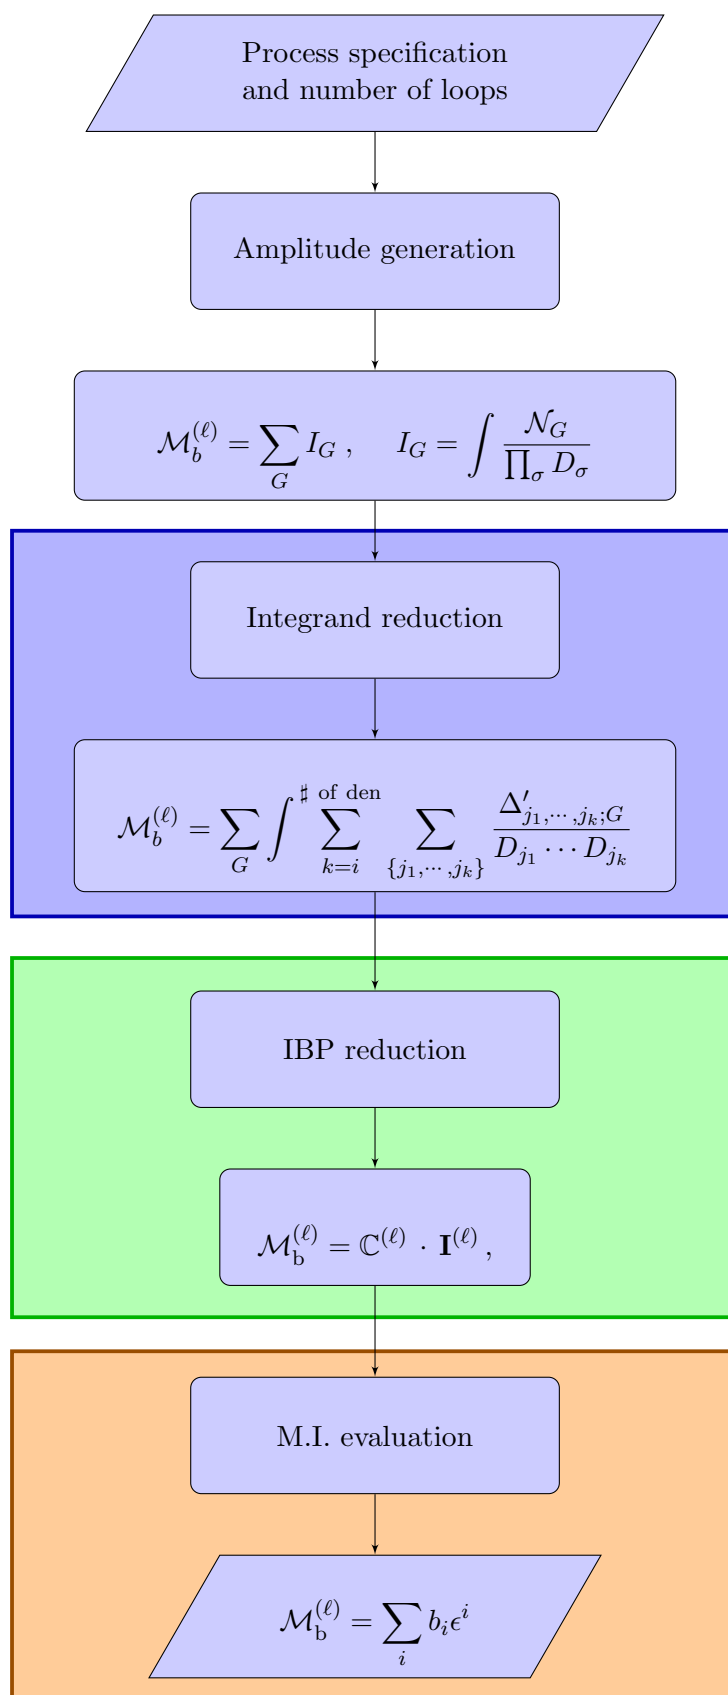 Process specification
and number of loops
Amplitude generation
$\mathcal{M}_b^{(\ell)} = \sum_G I_G \ , \quad I_G = \int \frac{\mathcal{N}_G}{\prod_\sigma D_\sigma}$
Integrand reduction
$\mathcal{M}_b^{(\ell)} = \sum_G \int \sum_{k=i}^{\sharp \text{ of den}} \sum_{\{j_1,\cdots,j_k\}} \frac{\Delta'_{j_1,\cdots,j_k;G}}{D_{j_1} \cdots D_{j_k}}$
IBP reduction
$\mathcal{M}_{\mathrm{b}}^{(\ell)} = \mathbb{C}^{(\ell)} \cdot \mathbf{I}^{(\ell)} \, ,$
M.I. evaluation
$\mathcal{M}_{\mathrm{b}}^{(\ell)} = \sum_i b_i \epsilon^i$